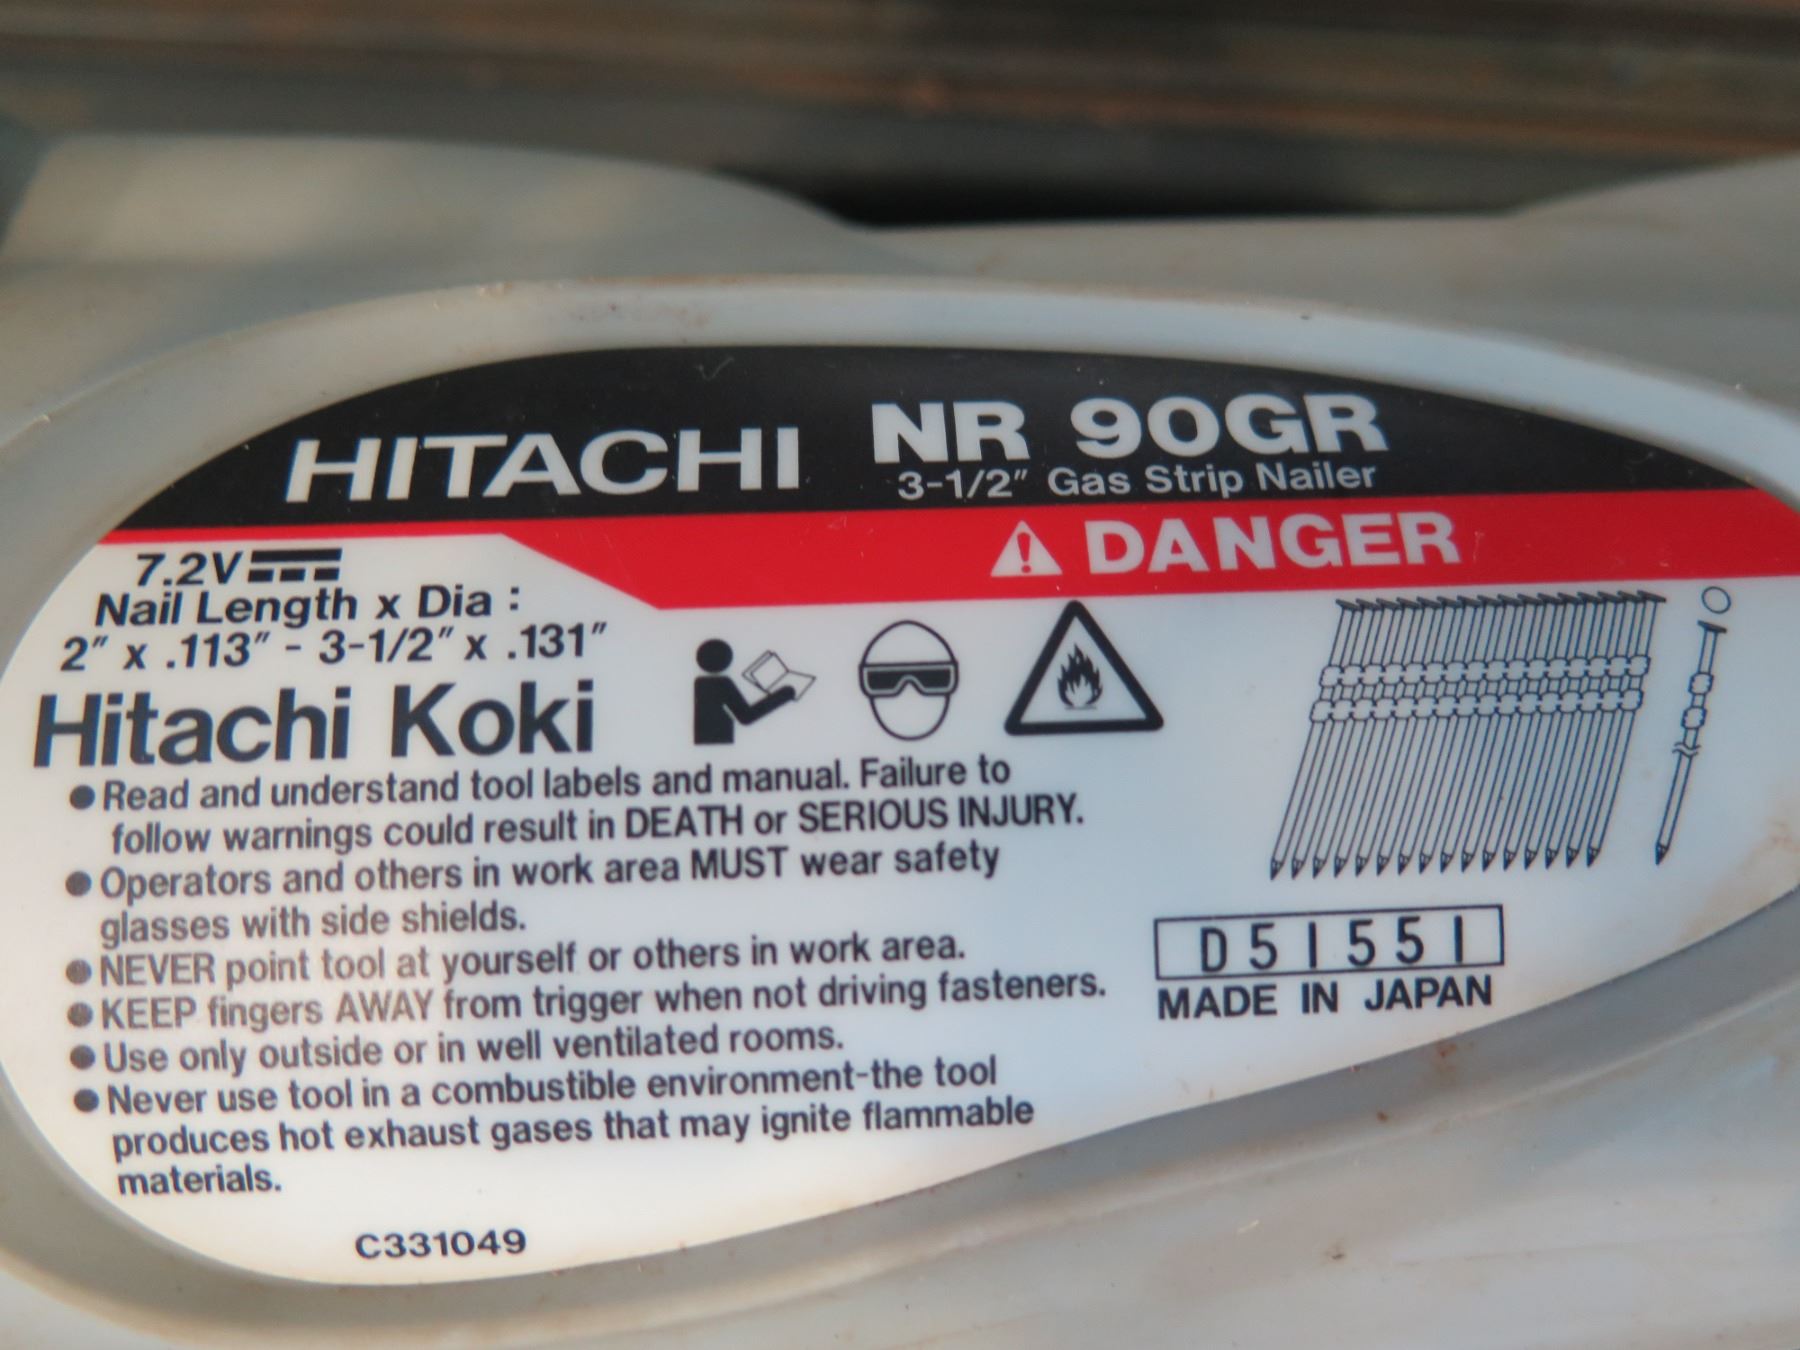 HITACHI NR 90GR
3-1/2" Gas Strip Nailer
DANGER
7.2V
Nail Length x Dia :
2" x .113" - 3-1/2" x .131"
Hitachi Koki
● Read and understand tool labels and manual. Failure to
follow warnings could result in DEATH or SERIOUS INJURY.
● Operators and others in work area MUST wear safety
glasses with side shields.
● NEVER point tool at yourself or others in work area.
● KEEP fingers AWAY from trigger when not driving fasteners.
● Use only outside or in well ventilated rooms.
● Never use tool in a combustible environment-the tool
produces hot exhaust gases that may ignite flammable
materials.
D51551
MADE IN JAPAN
C331049